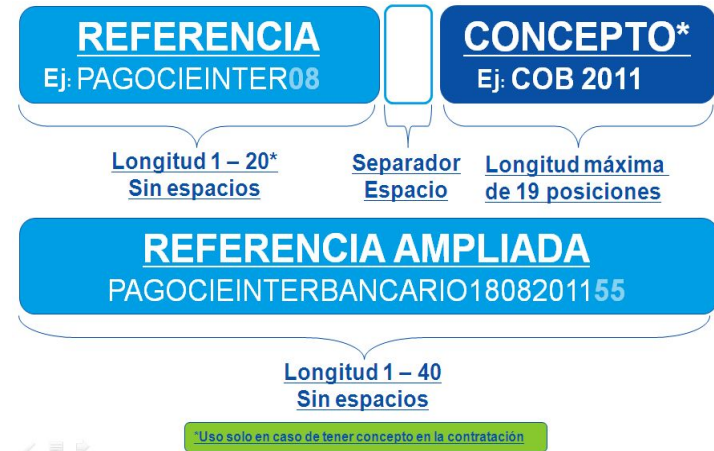 REFERENCIA
Ej: PAGOCIEINTER08
CONCEPTO*
Ej: COB 2011
Longitud 1 – 20*
Sin espacios
Separador
Espacio
Longitud máxima
de 19 posiciones
REFERENCIA AMPLIADA
PAGOCIEINTERBANCARIO1808201155
Longitud 1 – 40
Sin espacios
*Uso solo en caso de tener concepto en la contratación